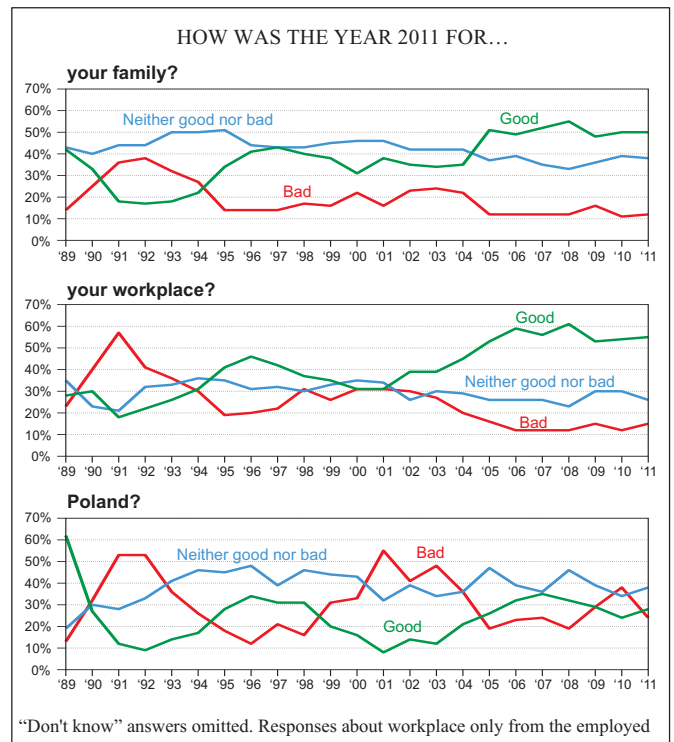 HOW WAS THE YEAR 2011 FOR…
your family?
70%
60%
50%
40%
30%
20%
10%
0%
Neither good nor bad
Good
Bad
‘89 ‘90 ‘91 ‘92 ‘93 ‘94 ‘95 ‘96 ‘97 ‘98 ‘99 ‘00 ‘01 ‘02 ‘03 ‘04 ‘05 ‘06 ‘07 ‘08 ‘09 ‘10 ‘11
your workplace?
70%
60%
50%
40%
30%
20%
10%
0%
Good
Neither good nor bad
Bad
‘89 ‘90 ‘91 ‘92 ‘93 ‘94 ‘95 ‘96 ‘97 ‘98 ‘99 ‘00 ‘01 ‘02 ‘03 ‘04 ‘05 ‘06 ‘07 ‘08 ‘09 ‘10 ‘11
Poland?
70%
60%
50%
40%
30%
20%
10%
0%
Neither good nor bad
Bad
Good
‘89 ‘90 ‘91 ‘92 ‘93 ‘94 ‘95 ‘96 ‘97 ‘98 ‘99 ‘00 ‘01 ‘02 ‘03 ‘04 ‘05 ‘06 ‘07 ‘08 ‘09 ‘10 ‘11
“Don't know” answers omitted. Responses about workplace only from the employed